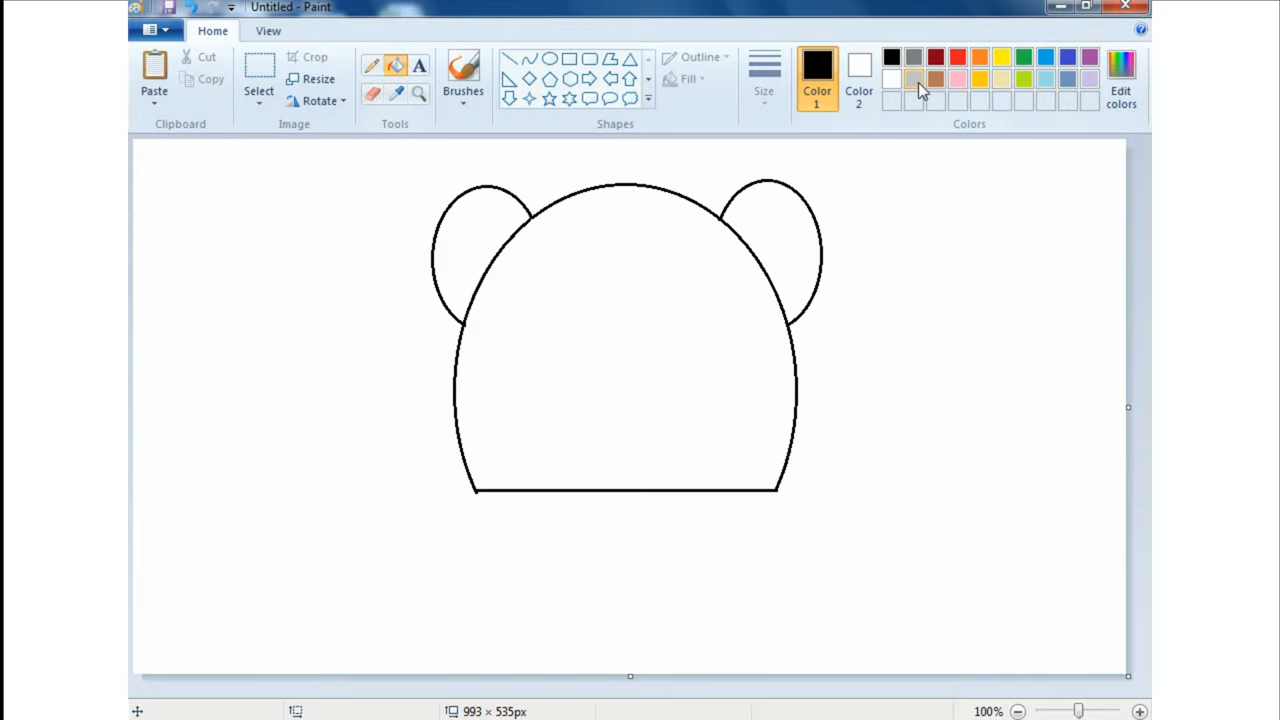 Untitled - Paint
Home View
Paste
Cut
Copy
Clipboard
Select
Crop
Resize
Rotate
Image
A
Tools
Brushes
Outline
Fill
Shapes
Size
Color 1
Color 2
Edit colors
Colors
993 × 535px
100%